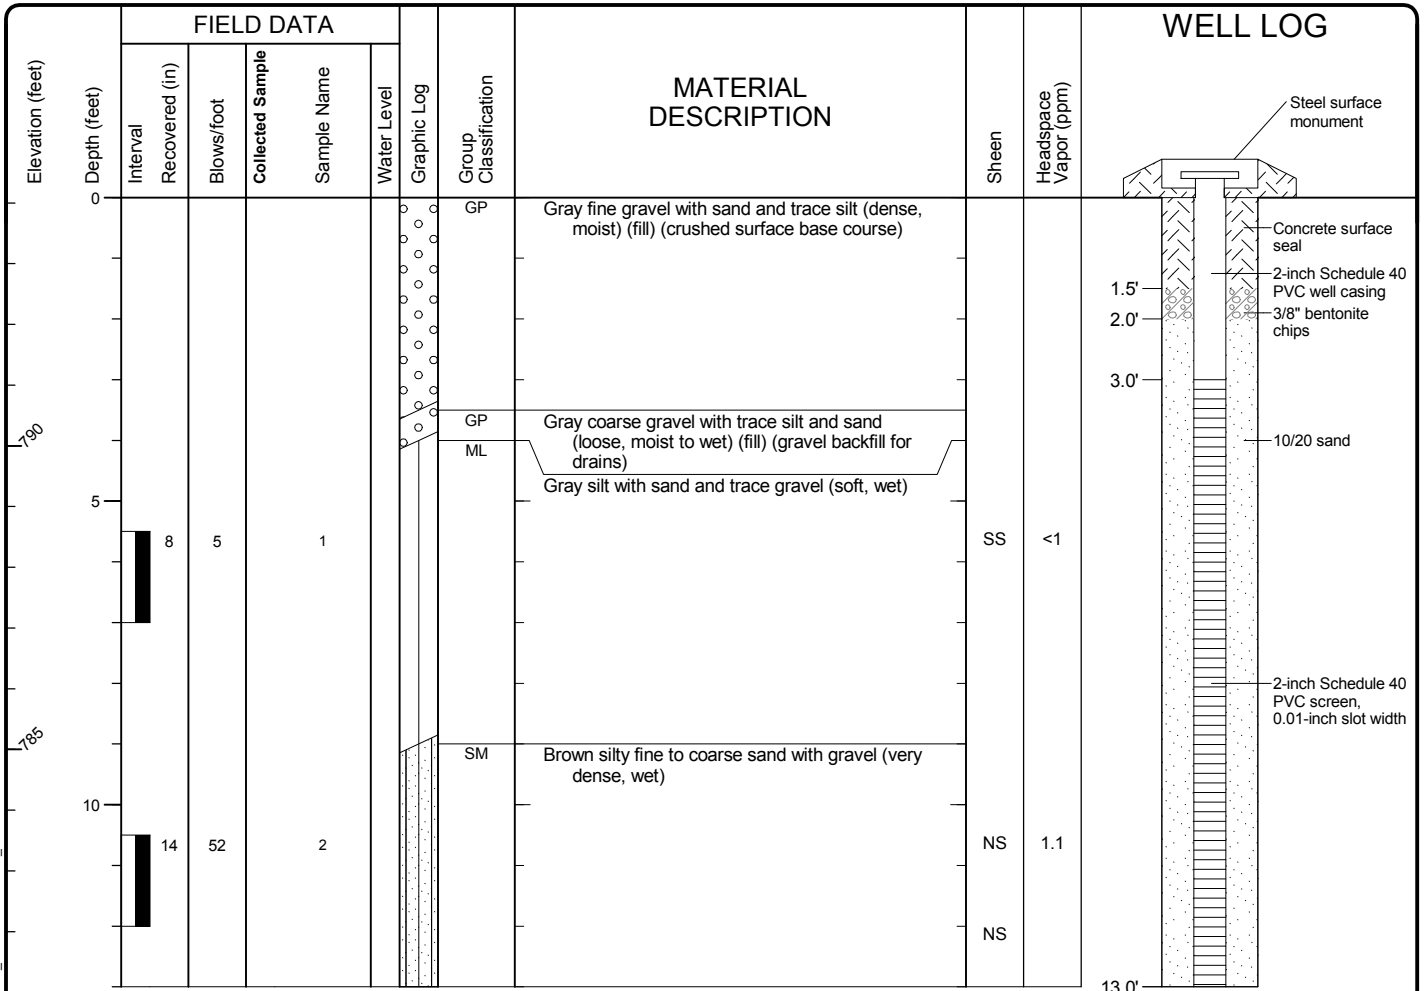 FIELD DATA
WELL LOG
Elevation (feet)
Depth (feet)
Interval
Recovered (in)
Blows/foot
Collected Sample
Sample Name
Water Level
Graphic Log
Group
Classification
MATERIAL
DESCRIPTION
Sheen
Headspace
Vapor (ppm)
Steel surface
monument
0
GP
Gray fine gravel with sand and trace silt (dense,
moist) (fill) (crushed surface base course)
Concrete surface
seal
2-inch Schedule 40
PVC well casing
1.5'
2.0'
3/8" bentonite
chips
3.0'
790
GP
Gray coarse gravel with trace silt and sand
(loose, moist to wet) (fill) (gravel backfill for
drains)
10/20 sand
ML
Gray silt with sand and trace gravel (soft, wet)
5
8
5
1
SS
<1
2-inch Schedule 40
PVC screen,
0.01-inch slot width
785
SM
Brown silty fine to coarse sand with gravel (very
dense, wet)
10
14
52
2
NS
1.1
NS
13.0'